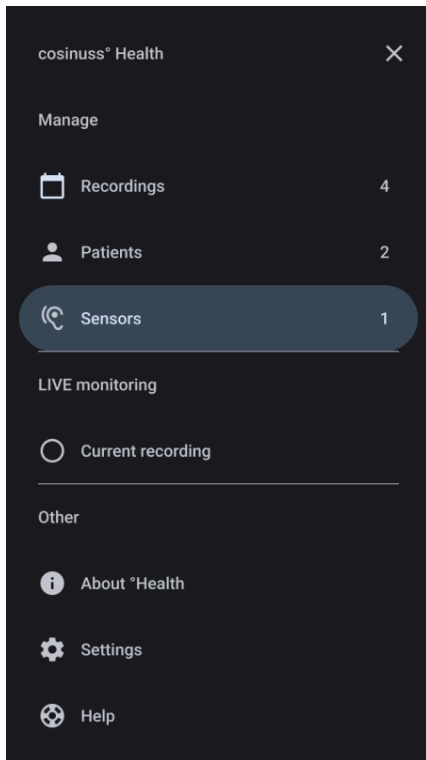 cosinuss° Health
Manage
Recordings 4
Patients 2
Sensors 1
LIVE monitoring
Current recording
Other
About °Health
Settings
Help